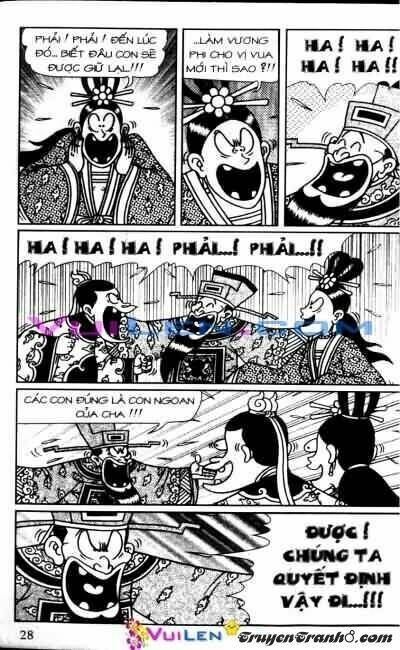 PHẢI! PHẢI! ĐẾN LÚC
ĐÓ... BIẾT ĐÂU CON SẼ
ĐƯỢC GIỮ LẠI...!!!
...LÀM VƯƠNG
PHI CHO VỊ VUA
MỚI THÌ SAO ?!!
HA! HA!
HA! HA!!
HA! HA! HA! PHẢI...! PHẢI...!!
VUILEN.COM
CÁC CON ĐÚNG LÀ CON NGOAN
CỦA CHA !!!
ĐƯỢC!
CHÚNG TA
QUYẾT ĐỊNH
VẬY ĐI...!!!
28
VUILEN
TruyenTranh8.com